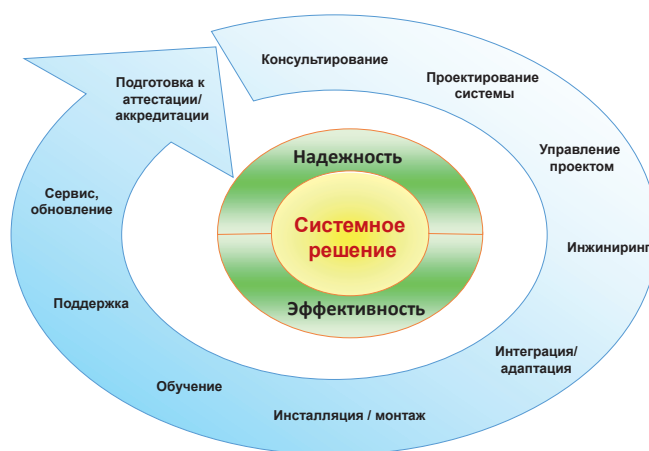 Консультирование
Проектирование
системы
Управление
проектом
Инжиниринг
Интеграция/
адаптация
Инсталляция / монтаж
Обучение
Поддержка
Сервис,
обновление
Подготовка к
аттестации/
аккредитации
Надежность
Системное
решение
Эффективность